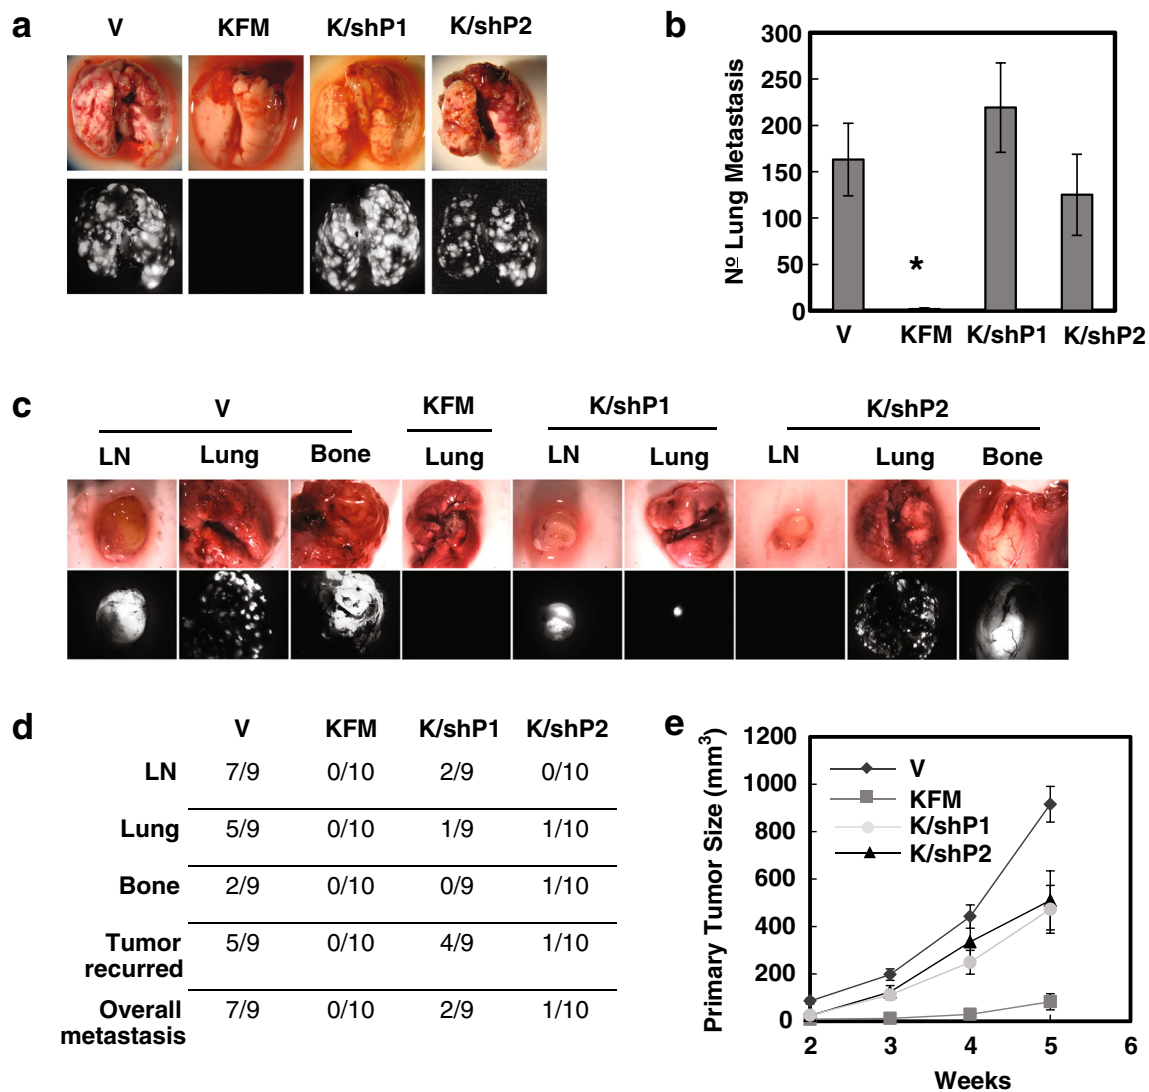 a
V KFM K/shP1 K/shP2
b
Nº Lung Metastasis
300
250
200
150
100
50
0
*
V KFM K/shP1 K/shP2
c
V KFM K/shP1 K/shP2
LN Lung Bone Lung LN Lung LN Lung Bone
d
V KFM K/shP1 K/shP2
LN 7/9 0/10 2/9 0/10
Lung 5/9 0/10 1/9 1/10
Bone 2/9 0/10 0/9 1/10
Tumor
recurred 5/9 0/10 4/9 1/10
Overall
metastasis 7/9 0/10 2/9 1/10
e
Primary Tumor Size (mm³)
1200
1000
800
600
400
200
0
V
KFM
K/shP1
K/shP2
2 3 4 5 6
Weeks